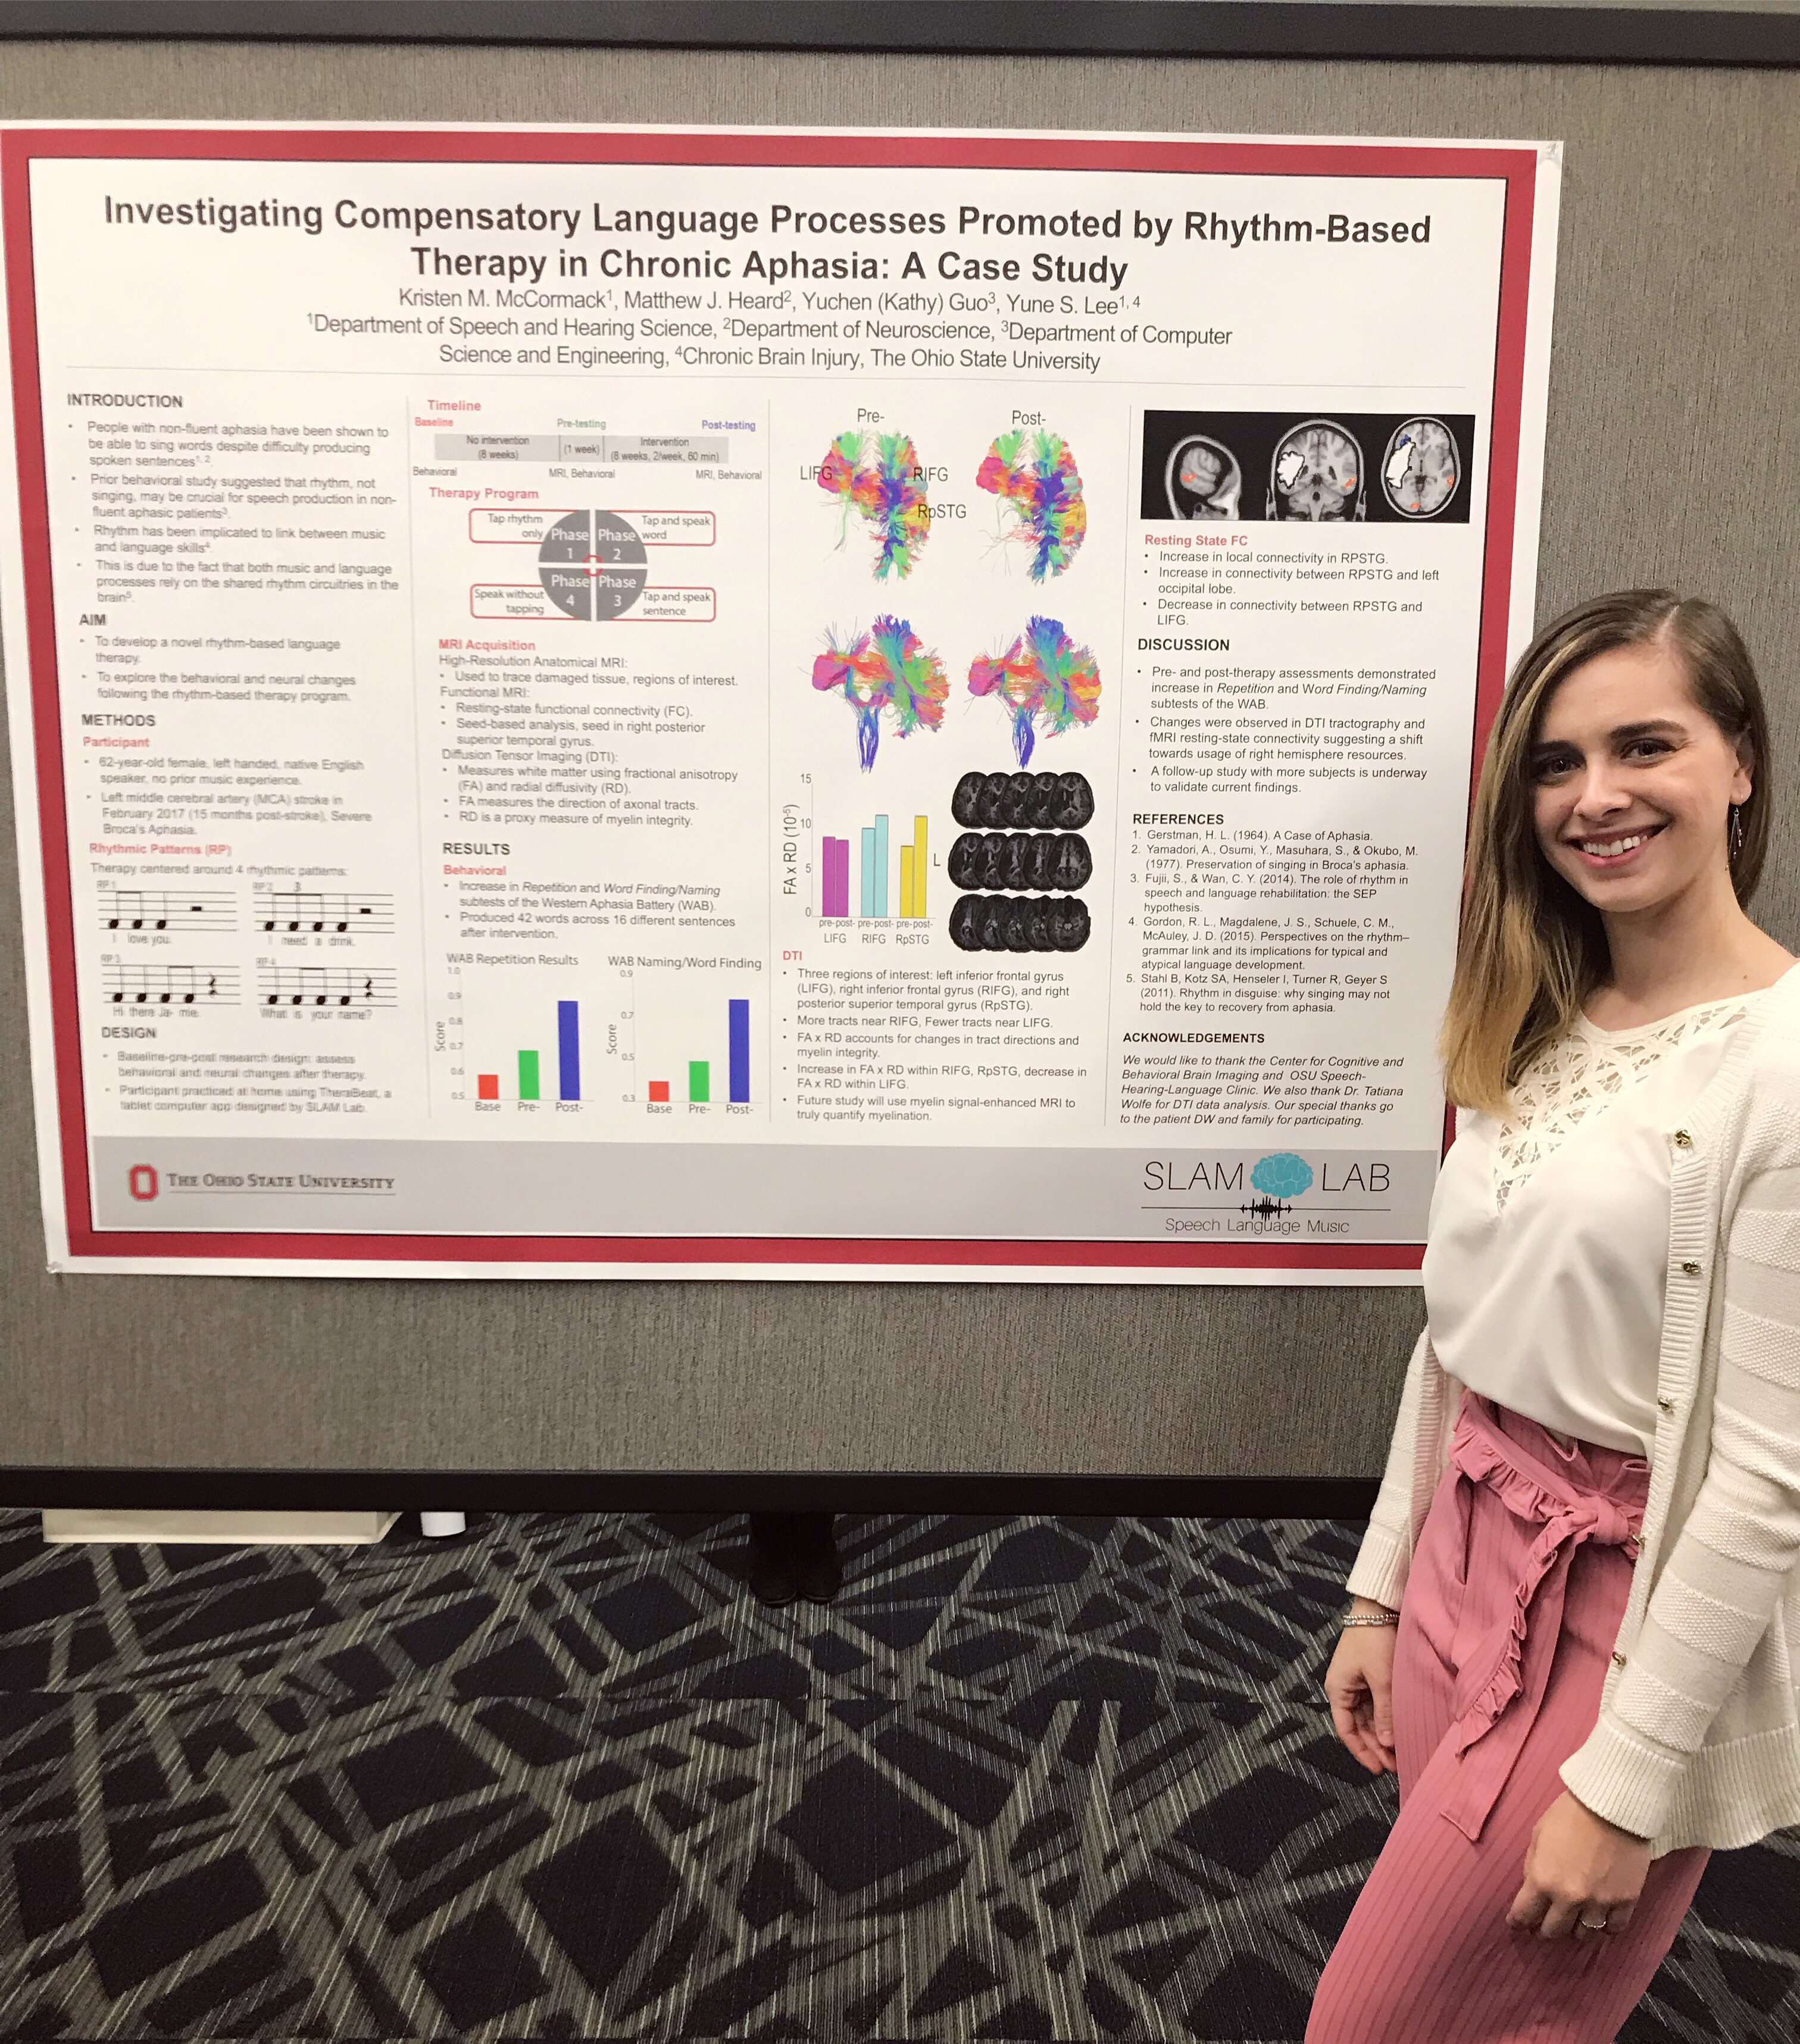 Investigating Compensatory Language Processes Promoted by Rhythm-Based
Therapy in Chronic Aphasia: A Case Study
Kristen M. McCormack¹, Matthew J. Heard², Yuchen (Kathy) Guo³, Yune S. Lee¹,⁴
¹Department of Speech and Hearing Science, ²Department of Neuroscience, ³Department of Computer
Science and Engineering, ⁴Chronic Brain Injury, The Ohio State University
INTRODUCTION
• People with non-fluent aphasia have been shown to
be able to sing words despite difficulty producing
spoken sentences¹,².
• Prior behavioral study suggested that rhythm, not
singing, may be crucial for speech production in non-
fluent aphasic patients³.
• Rhythm has been implicated to link between music
and language skills⁴.
• This is due to the fact that both music and language
processes rely on the shared rhythm circuitries in the
brain⁵.
AIM
• To develop a novel rhythm-based language
therapy.
• To explore the behavioral and neural changes
following the rhythm-based therapy program.
METHODS
Participant
• 62-year-old female, left handed, native English
speaker, no prior music experience.
• Left middle cerebral artery (MCA) stroke in
February 2017 (15 months post-stroke), Severe
Broca's Aphasia.
Rhythmic Patterns (RP)
Therapy centered around 4 rhythmic patterns:
RP 1
RP 2
3
I love you.
I need a drink.
RP 3
RP 4
Hi there Ja- mie.
What is your name?
DESIGN
• Baseline-pre-post research design: assess
behavioral and neural changes after therapy.
• Participant practiced at home using TheraBeat, a
tablet computer app designed by SLAM Lab.
Timeline
Baseline
Pre-testing
Post-testing
No intervention
(8 weeks)
(1 week)
Intervention
(8 weeks, 2/week, 60 min)
Behavioral
MRI, Behavioral
MRI, Behavioral
Therapy Program
Tap rhythm
only
Phase
1
Phase
2
Tap and speak
word
Speak without
tapping
Phase
4
Phase
3
Tap and speak
sentence
MRI Acquisition
High-Resolution Anatomical MRI:
• Used to trace damaged tissue, regions of interest.
Functional MRI:
• Resting-state functional connectivity (FC).
• Seed-based analysis, seed in right posterior
superior temporal gyrus.
Diffusion Tensor Imaging (DTI):
• Measures white matter using fractional anisotropy
(FA) and radial diffusivity (RD).
• FA measures the direction of axonal tracts.
• RD is a proxy measure of myelin integrity.
RESULTS
Behavioral
• Increase in Repetition and Word Finding/Naming
subtests of the Western Aphasia Battery (WAB).
• Produced 42 words across 16 different sentences
after intervention.
WAB Repetition Results
1.0
0.9
0.8
0.7
0.6
0.5
Score
Base Pre- Post-
WAB Naming/Word Finding
0.9
0.7
0.5
0.3
Score
Base Pre- Post-
Pre-
Post-
LIFG
RIFG
RpSTG
15
10
5
0
FA x RD (10⁻⁵)
pre-post- pre-post- pre-post-
LIFG RIFG RpSTG
L
DTI
• Three regions of interest: left inferior frontal gyrus
(LIFG), right inferior frontal gyrus (RIFG), and right
posterior superior temporal gyrus (RpSTG).
• More tracts near RIFG, Fewer tracts near LIFG.
• FA x RD accounts for changes in tract directions and
myelin integrity.
• Increase in FA x RD within RIFG, RpSTG, decrease in
FA x RD within LIFG.
• Future study will use myelin signal-enhanced MRI to
truly quantify myelination.
Resting State FC
• Increase in local connectivity in RPSTG.
• Increase in connectivity between RPSTG and left
occipital lobe.
• Decrease in connectivity between RPSTG and
LIFG.
DISCUSSION
• Pre- and post-therapy assessments demonstrated
increase in Repetition and Word Finding/Naming
subtests of the WAB.
• Changes were observed in DTI tractography and
fMRI resting-state connectivity suggesting a shift
towards usage of right hemisphere resources.
• A follow-up study with more subjects is underway
to validate current findings.
REFERENCES
1. Gerstman, H. L. (1964). A Case of Aphasia.
2. Yamadori, A., Osumi, Y., Masuhara, S., & Okubo, M.
(1977). Preservation of singing in Broca's aphasia.
3. Fujii, S., & Wan, C. Y. (2014). The role of rhythm in
speech and language rehabilitation: the SEP
hypothesis.
4. Gordon, R. L., Magdalene, J. S., Schuele, C. M.,
McAuley, J. D. (2015). Perspectives on the rhythm–
grammar link and its implications for typical and
atypical language development.
5. Stahl B, Kotz SA, Henseler I, Turner R, Geyer S
(2011). Rhythm in disguise: why singing may not
hold the key to recovery from aphasia.
ACKNOWLEDGEMENTS
We would like to thank the Center for Cognitive and
Behavioral Brain Imaging and OSU Speech-
Hearing-Language Clinic. We also thank Dr. Tatiana
Wolfe for DTI data analysis. Our special thanks go
to the patient DW and family for participating.
THE OHIO STATE UNIVERSITY
SLAM LAB
Speech Language Music